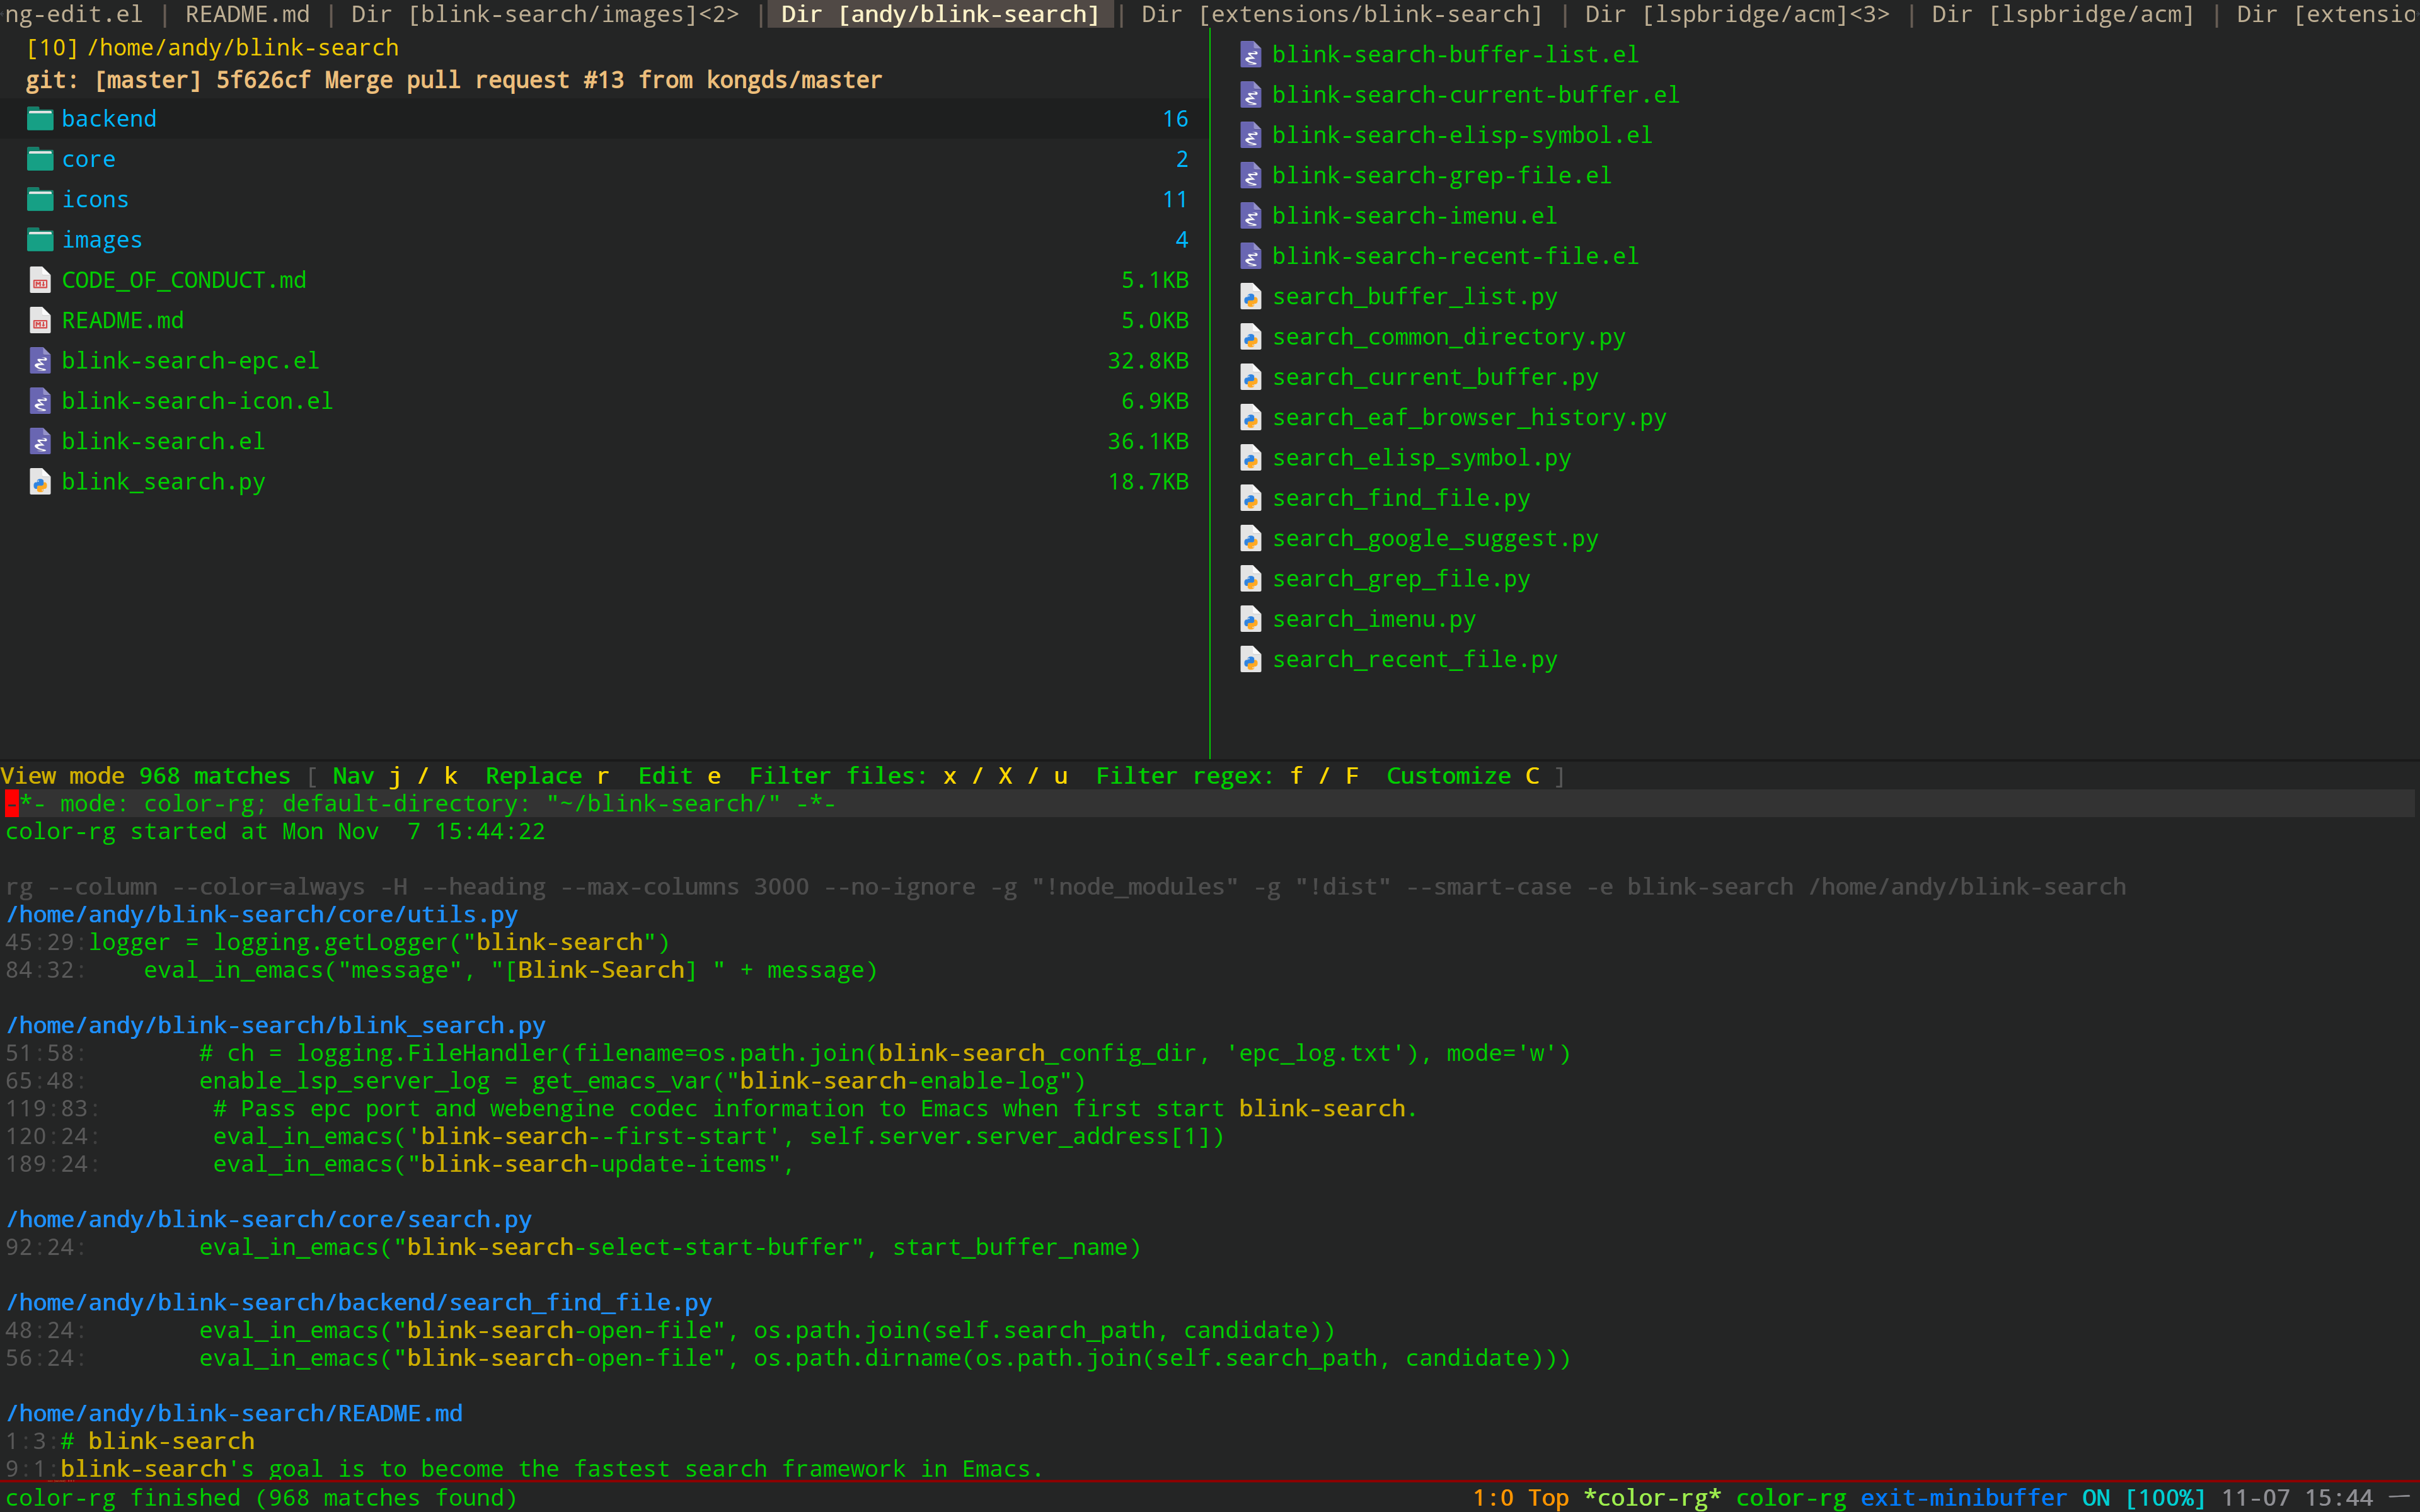 ng-edit.el | README.md | Dir [blink-search/images]<2> | Dir [andy/blink-search] | Dir [extensions/blink-search] | Dir [lspbridge/acm]<3> | Dir [lspbridge/acm] | Dir [extensio
[10] /home/andy/blink-search
git: [master] 5f626cf Merge pull request #13 from kongds/master
backend 16
core 2
icons 11
images 4
CODE_OF_CONDUCT.md 5.1KB
README.md 5.0KB
blink-search-epc.el 32.8KB
blink-search-icon.el 6.9KB
blink-search.el 36.1KB
blink_search.py 18.7KB
blink-search-buffer-list.el
blink-search-current-buffer.el
blink-search-elisp-symbol.el
blink-search-grep-file.el
blink-search-imenu.el
blink-search-recent-file.el
search_buffer_list.py
search_common_directory.py
search_current_buffer.py
search_eaf_browser_history.py
search_elisp_symbol.py
search_find_file.py
search_google_suggest.py
search_grep_file.py
search_imenu.py
search_recent_file.py
View mode 968 matches [ Nav j / k  Replace r  Edit e  Filter files: x / X / u  Filter regex: f / F  Customize C ]
-*- mode: color-rg; default-directory: "~/blink-search/" -*-
color-rg started at Mon Nov  7 15:44:22
rg --column --color=always -H --heading --max-columns 3000 --no-ignore -g "!node_modules" -g "!dist" --smart-case -e blink-search /home/andy/blink-search
/home/andy/blink-search/core/utils.py
45:29:logger = logging.getLogger("blink-search")
84:32:    eval_in_emacs("message", "[Blink-Search] " + message)
/home/andy/blink-search/blink_search.py
51:58:        # ch = logging.FileHandler(filename=os.path.join(blink-search_config_dir, 'epc_log.txt'), mode='w')
65:48:        enable_lsp_server_log = get_emacs_var("blink-search-enable-log")
119:83:        # Pass epc port and webengine codec information to Emacs when first start blink-search.
120:24:        eval_in_emacs('blink-search--first-start', self.server.server_address[1])
189:24:        eval_in_emacs("blink-search-update-items",
/home/andy/blink-search/core/search.py
92:24:        eval_in_emacs("blink-search-select-start-buffer", start_buffer_name)
/home/andy/blink-search/backend/search_find_file.py
48:24:        eval_in_emacs("blink-search-open-file", os.path.join(self.search_path, candidate))
56:24:        eval_in_emacs("blink-search-open-file", os.path.dirname(os.path.join(self.search_path, candidate)))
/home/andy/blink-search/README.md
1:3:# blink-search
9:1:blink-search's goal is to become the fastest search framework in Emacs.
color-rg finished (968 matches found)
1:0 Top *color-rg* color-rg exit-minibuffer ON [100%] 11-07 15:44 一